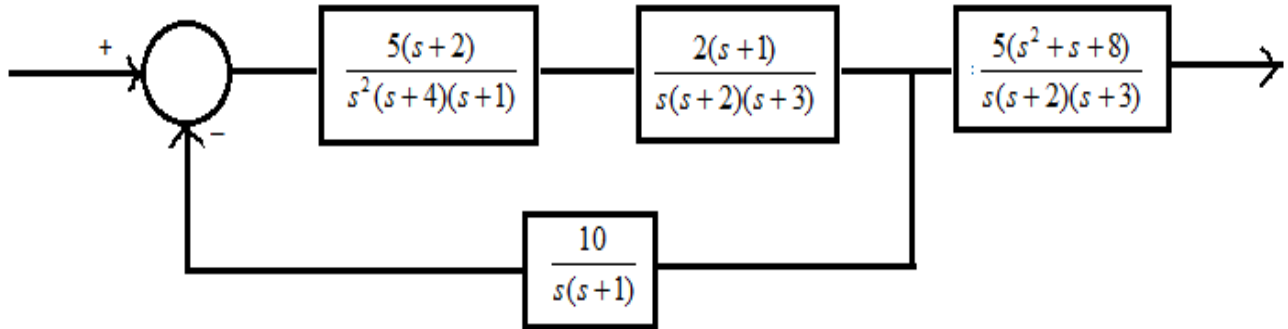 +
5(s+2)
s²(s+4)(s+1)
2(s+1)
s(s+2)(s+3)
:
5(s²+s+8)
s(s+2)(s+3)
−
10
s(s+1)